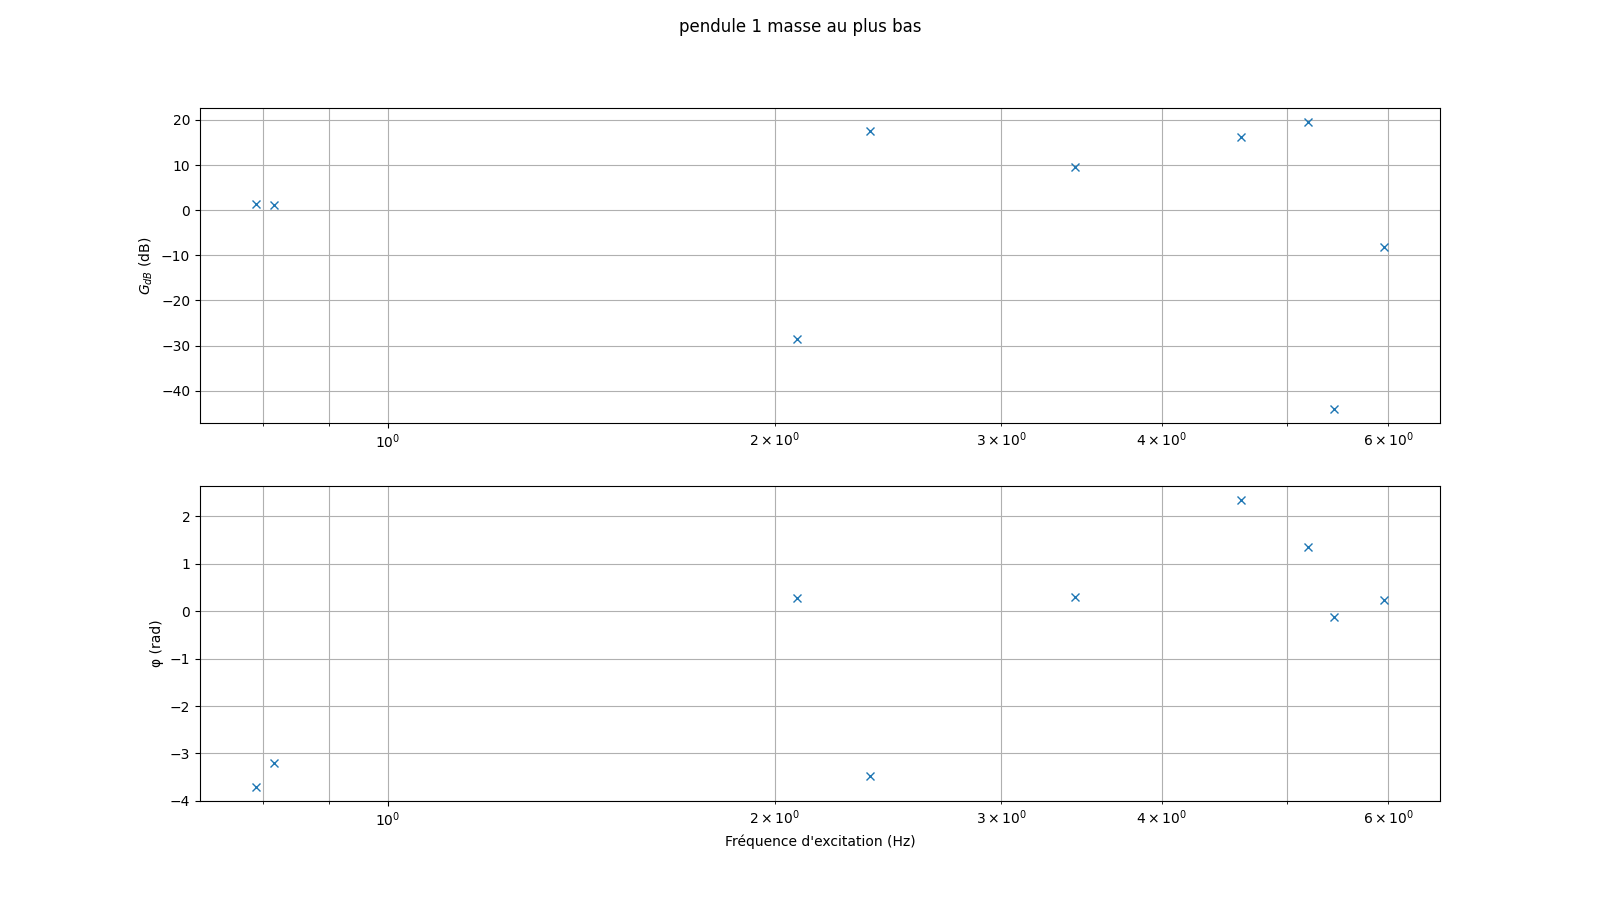 pendule 1 masse au plus bas
20
10
0
−10
−20
−30
−40
G_{dB} (dB)
10^0
2 × 10^0
3 × 10^0
4 × 10^0
6 × 10^0
2
1
0
−1
−2
−3
−4
φ (rad)
10^0
2 × 10^0
3 × 10^0
4 × 10^0
6 × 10^0
Fréquence d'excitation (Hz)